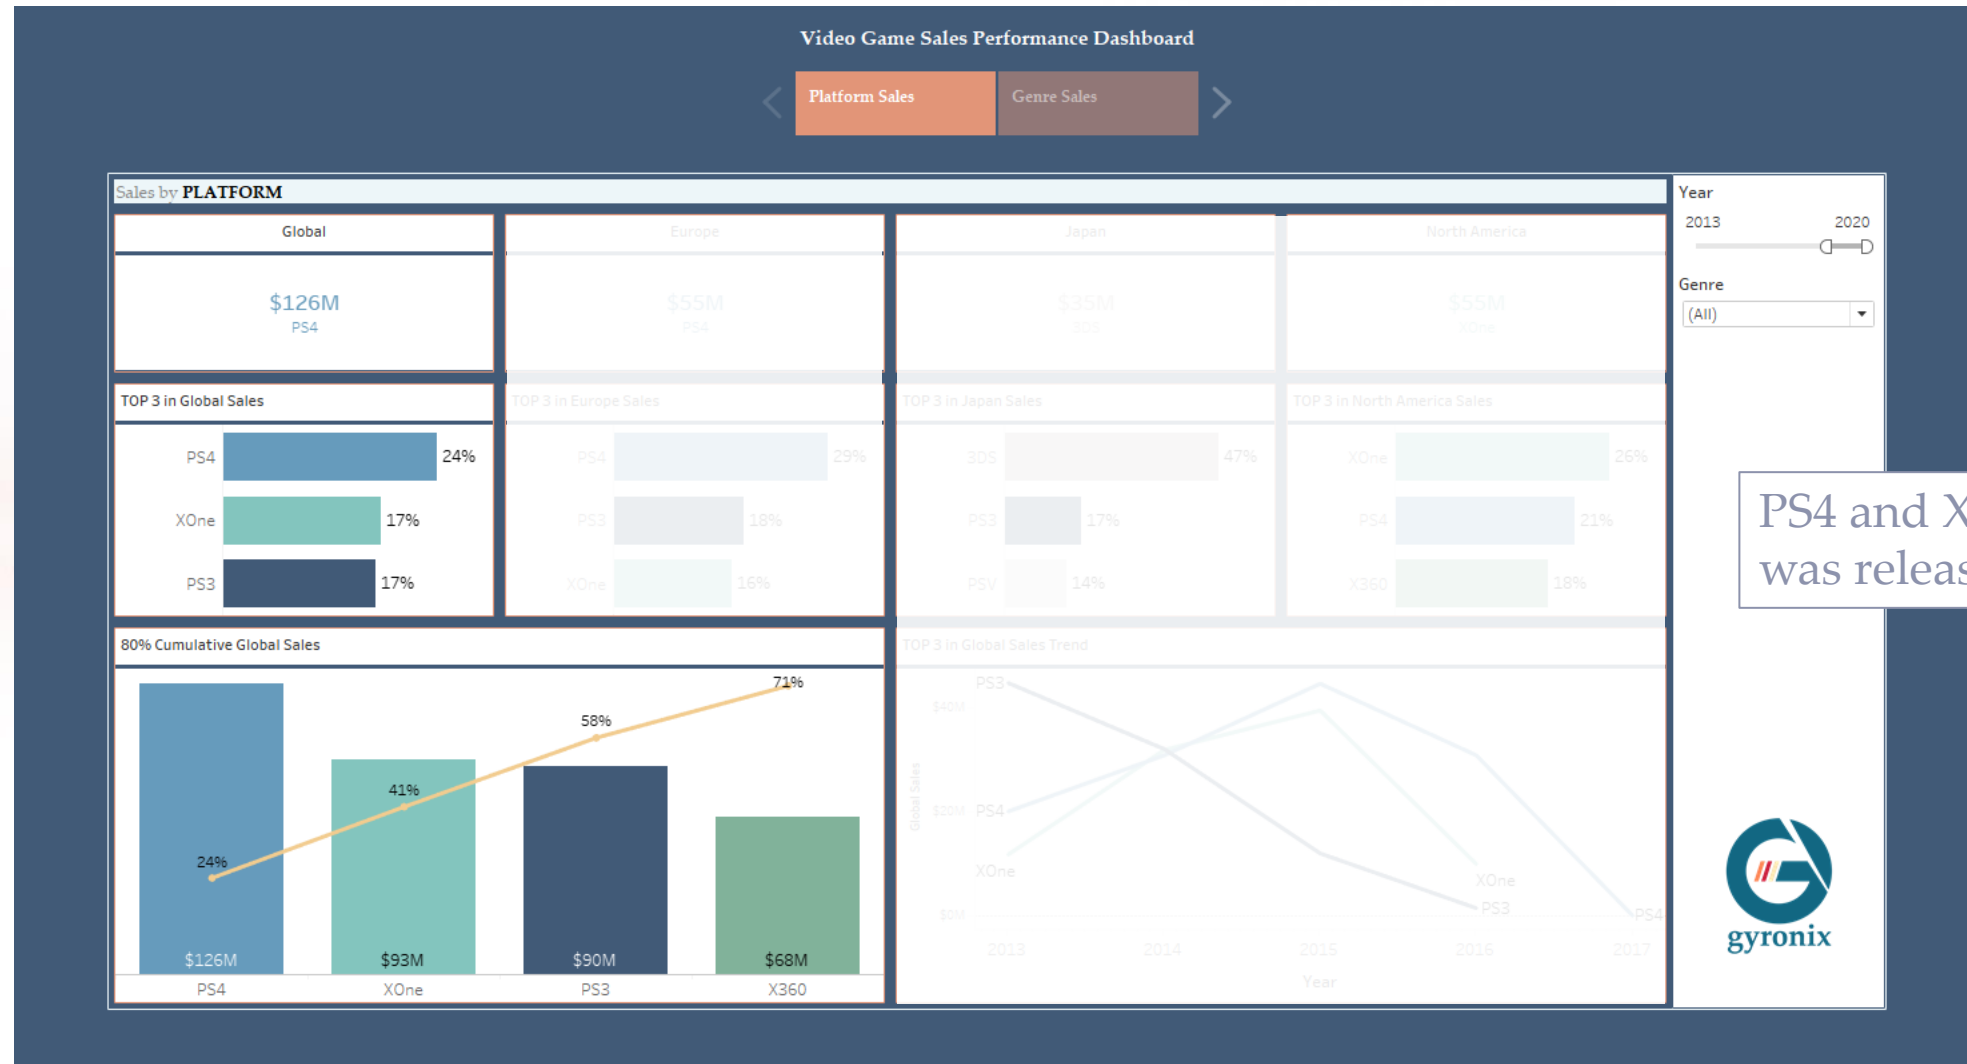 Video Game Sales Performance Dashboard
Platform Sales
Genre Sales
Sales by PLATFORM
Global
Europe
Japan
North America
$126M
PS4
$55M
PS4
$35M
3DS
$55M
XOne
TOP 3 in Global Sales
PS4 24%
XOne 17%
PS3 17%
TOP 3 in Europe Sales
PS4 29%
PS3 18%
XOne 16%
TOP 3 in Japan Sales
3DS 47%
PS3 17%
PSV 14%
TOP 3 in North America Sales
XOne 26%
PS4 21%
X360 18%
80% Cumulative Global Sales
24%
41%
58%
71%
$126M
$93M
$90M
$68M
PS4
XOne
PS3
X360
TOP 3 in Global Sales Trend
Global Sales
$40M
$20M
$0M
PS3
PS4
XOne
XOne
PS3
PS4
2013
2014
2015
2016
2017
Year
Year
2013
2020
Genre
(All)
PS4 and X
was releas
gyronix